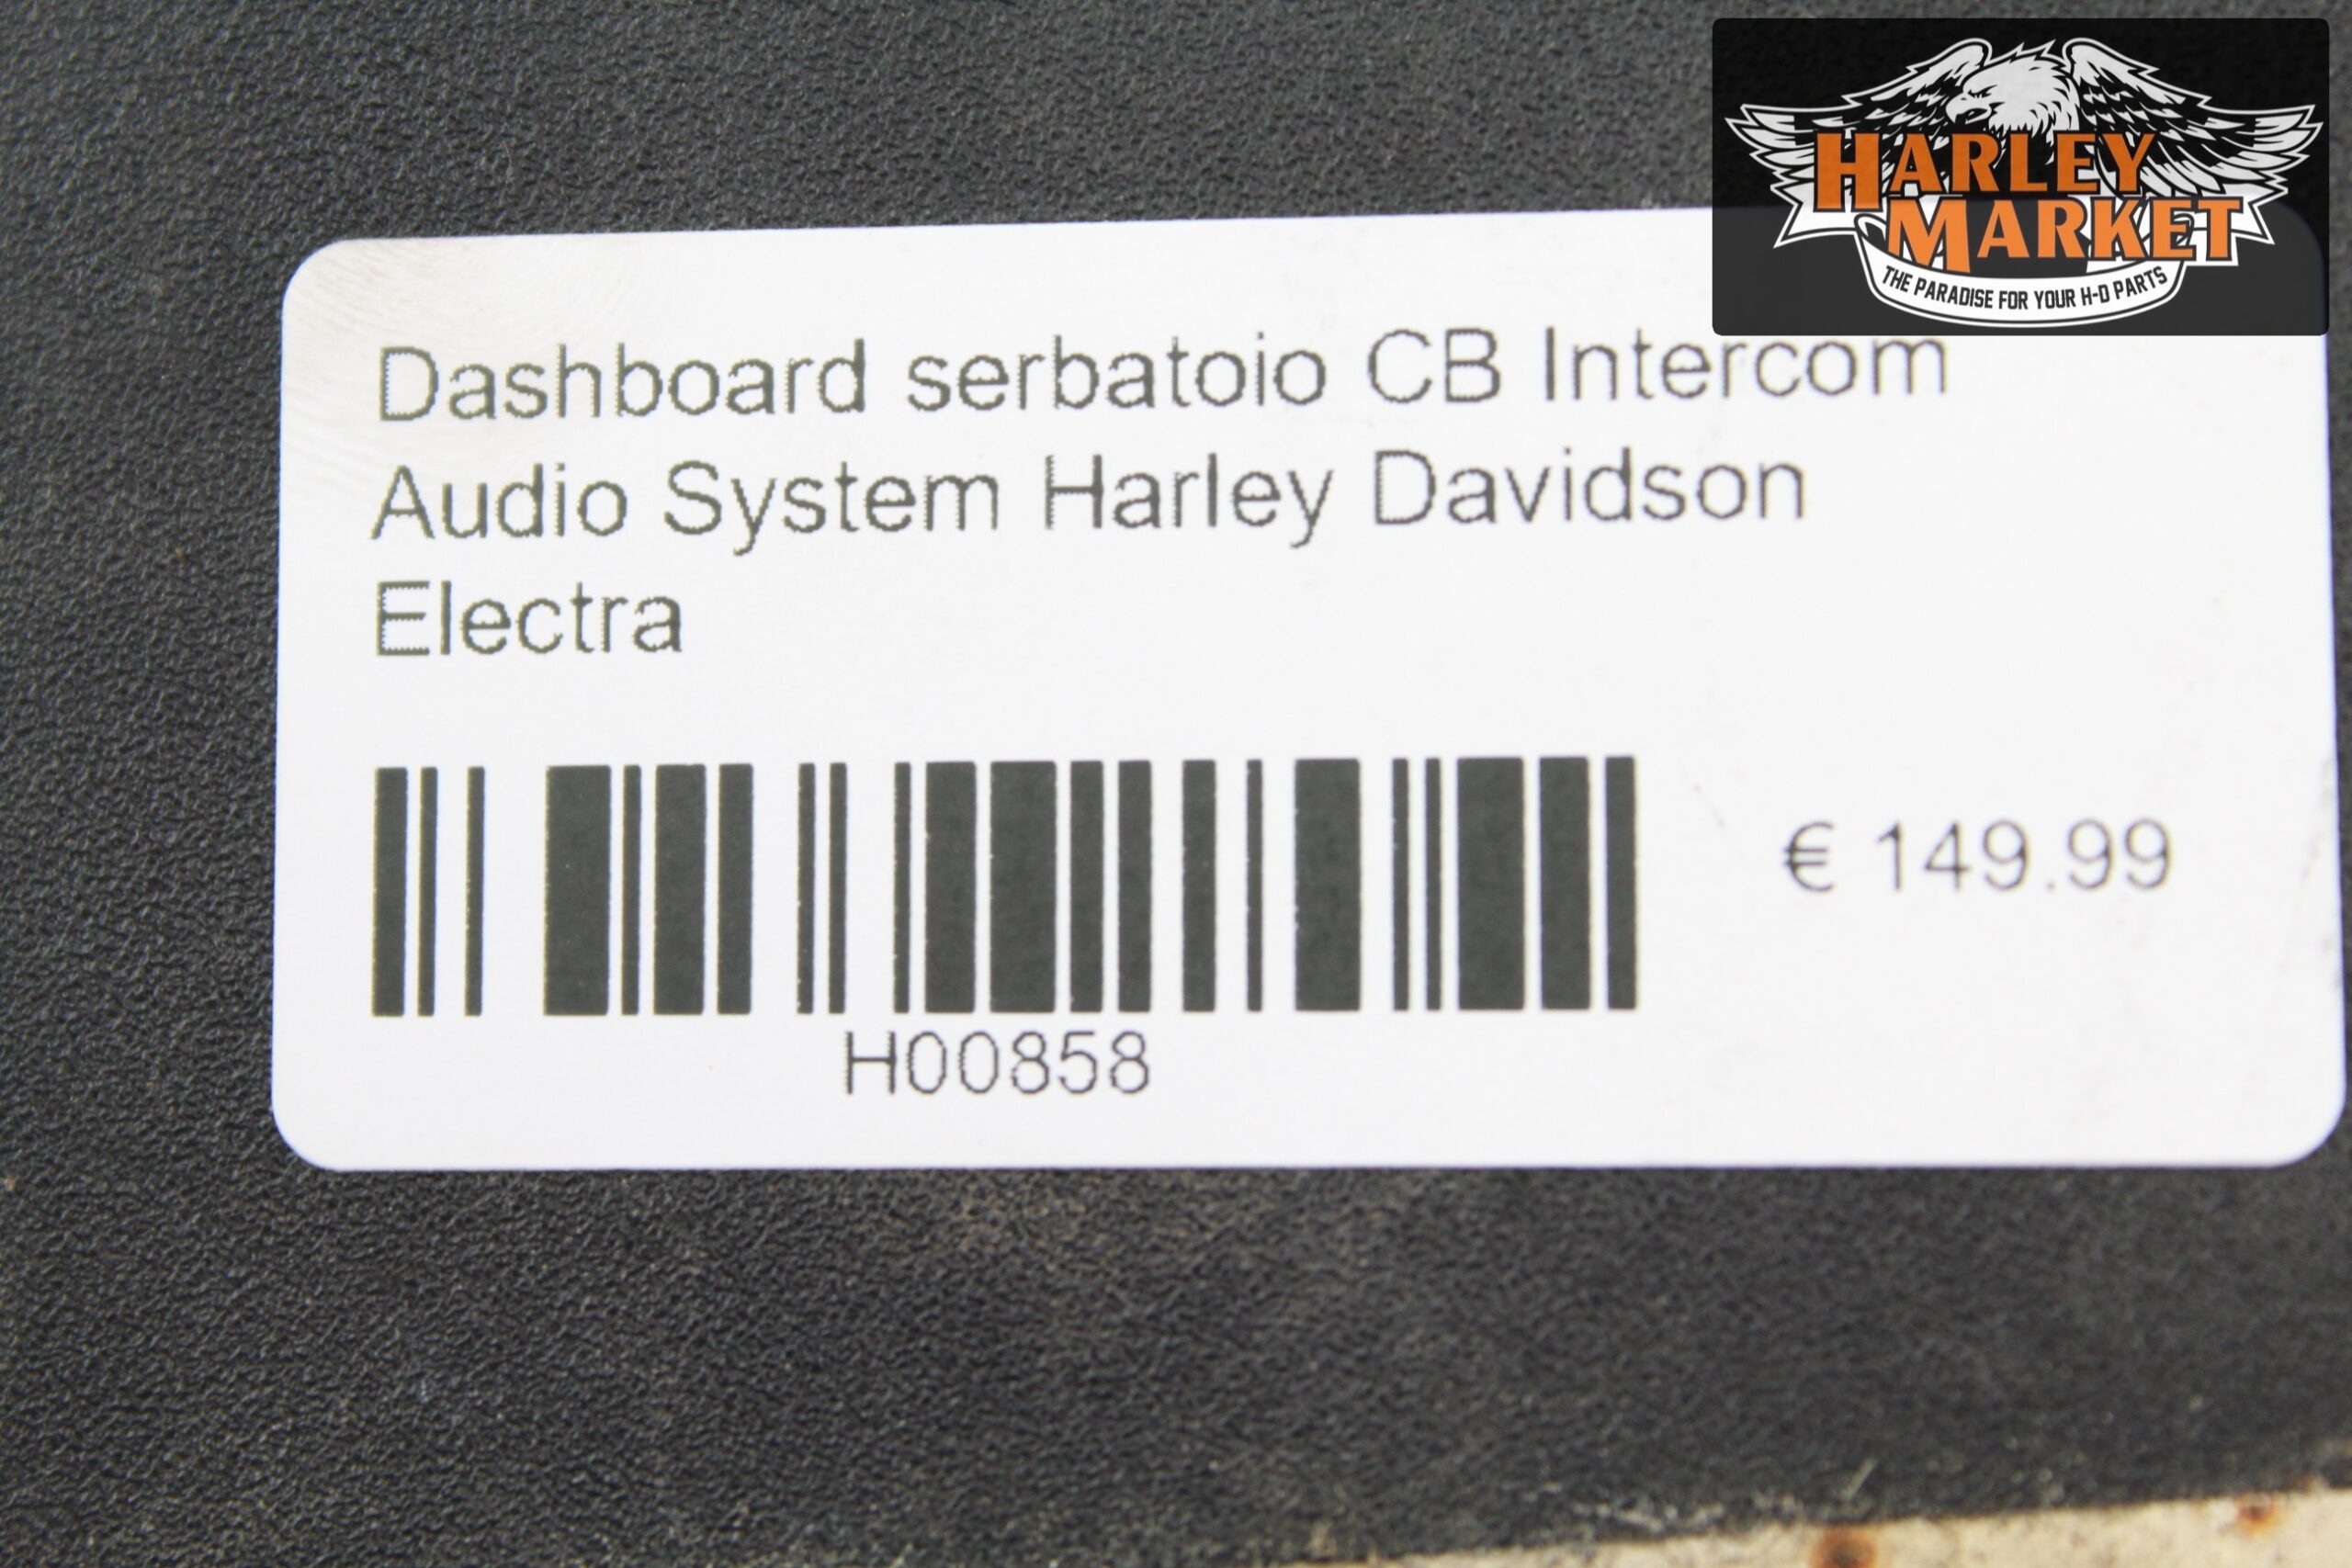 HARLEY
MARKET
THE PARADISE FOR YOUR H-D PARTS
Dashboard serbatoio CB Intercom
Audio System Harley Davidson
Electra
€ 149.99
H00858